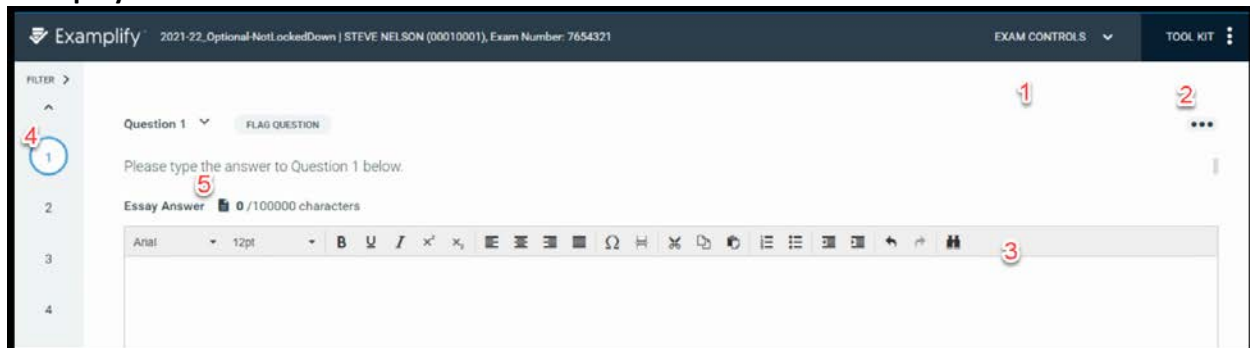 Examplify 2021-22_Optional-NotLockedDown | STEVE NELSON (00010001), Exam Number: 7654321 EXAM CONTROLS TOOL KIT
FILTER >
1 2
Question 1 FLAG QUESTION
4
1
Please type the answer to Question 1 below.
5
2 Essay Answer 0 /100000 characters
Arial 12pt B U I x² x₂ Ω
3
3
4